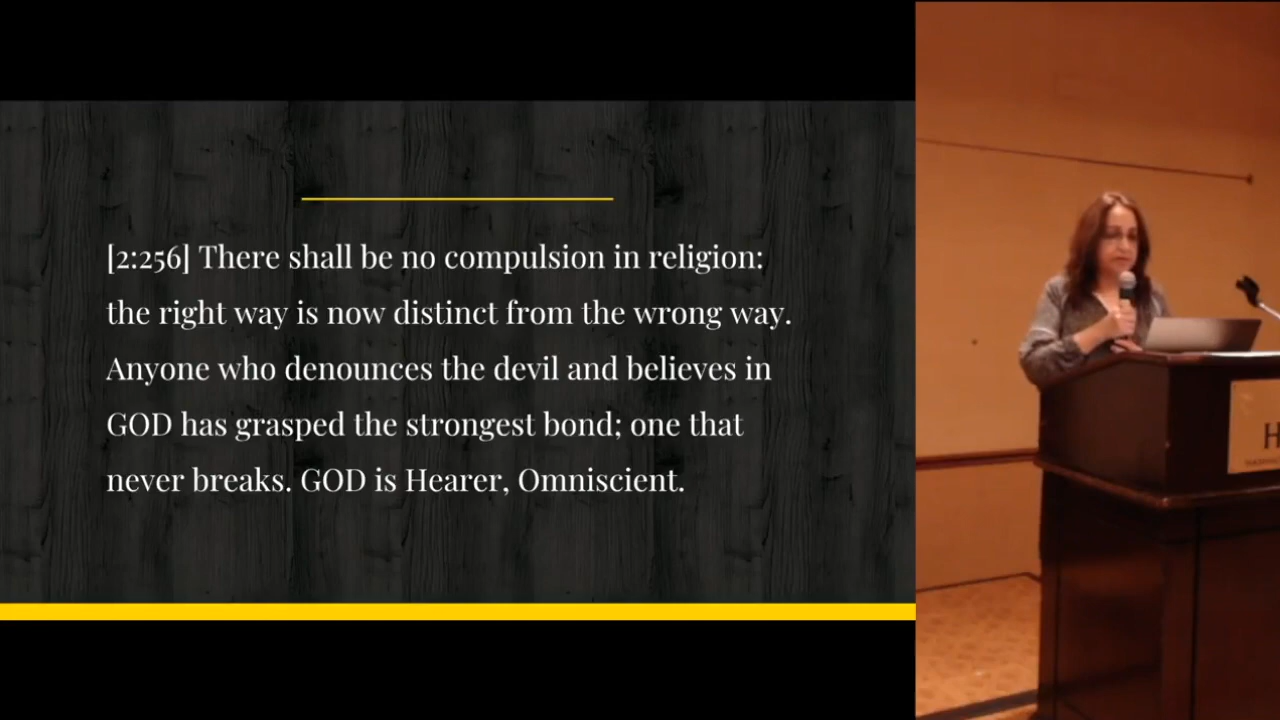 [2:256] There shall be no compulsion in religion:
the right way is now distinct from the wrong way.
Anyone who denounces the devil and believes in
GOD has grasped the strongest bond; one that
never breaks. GOD is Hearer, Omniscient.
H